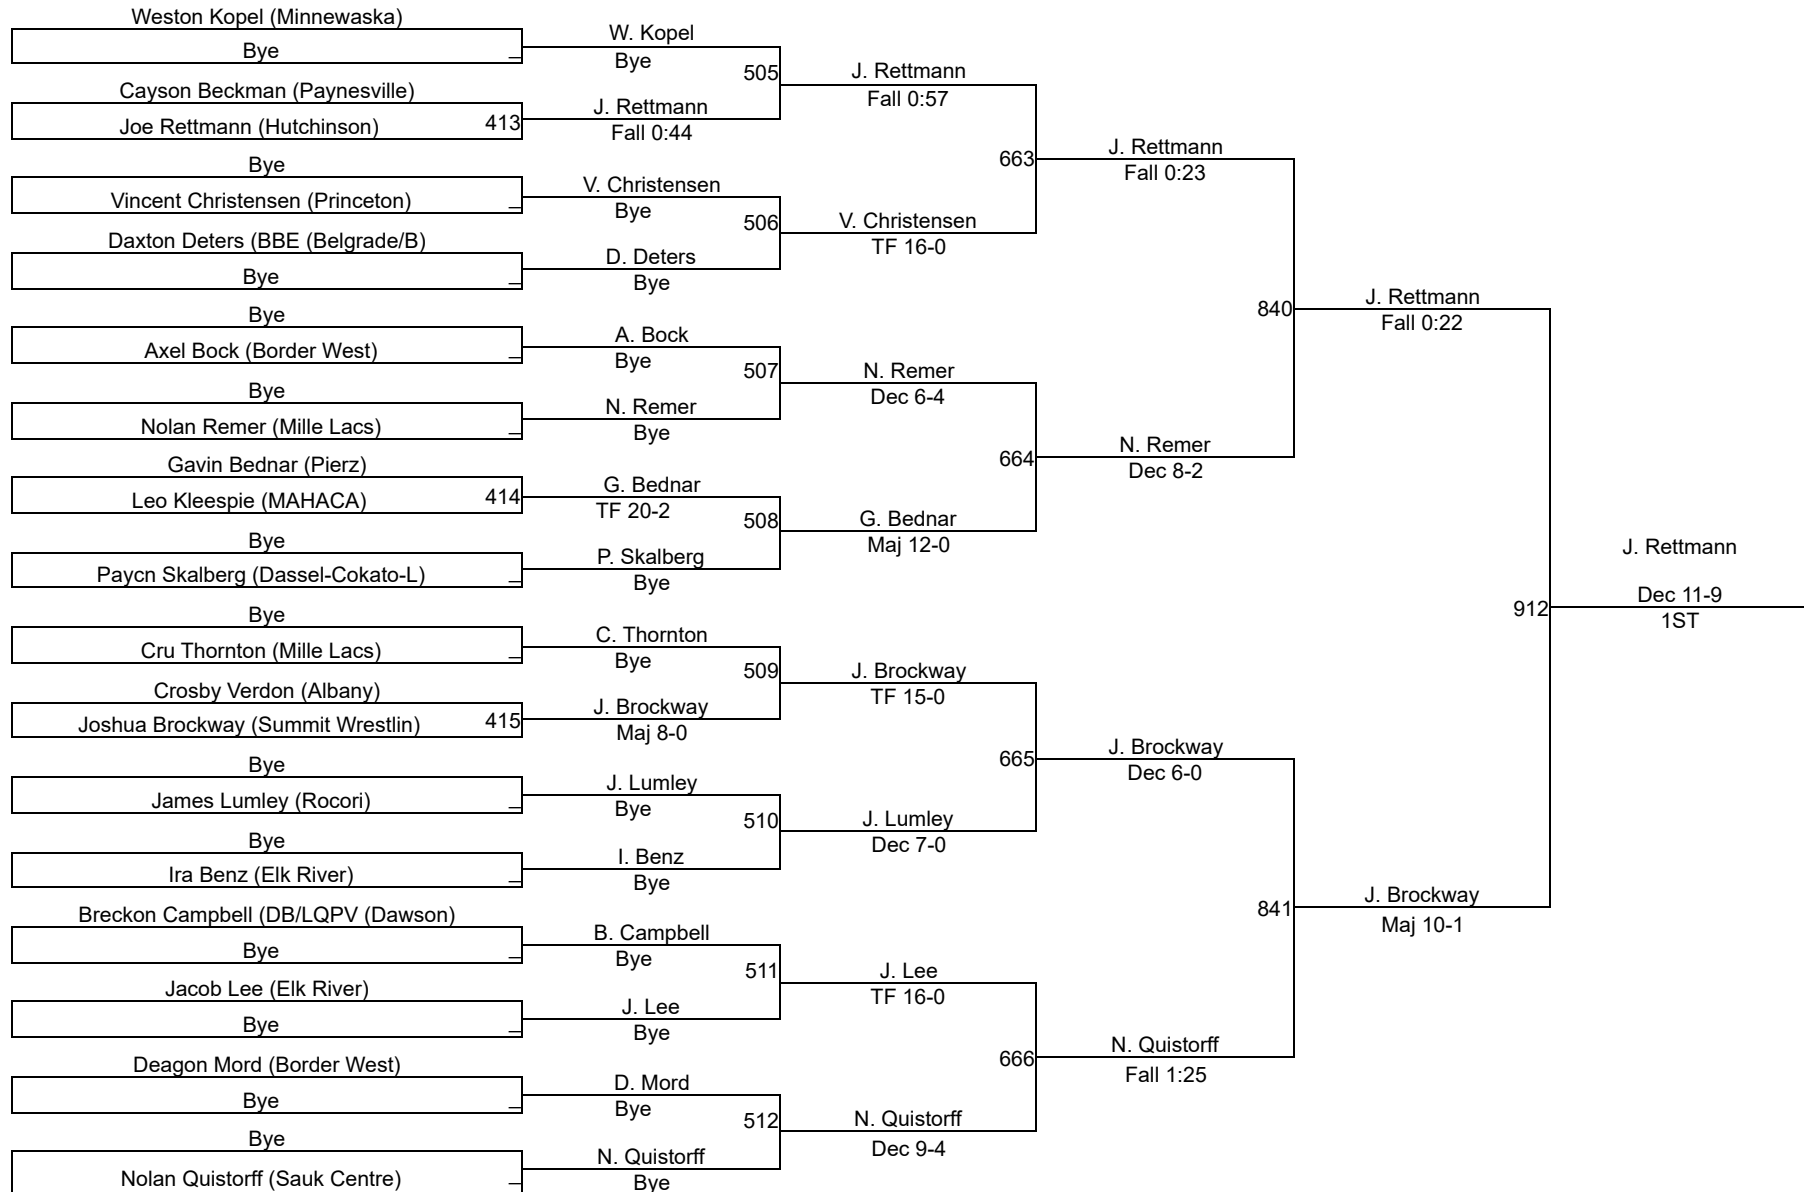 Weston Kopel (Minnewaska)
Bye _
Cayson Beckman (Paynesville)
Joe Rettmann (Hutchinson) 413
Bye
Vincent Christensen (Princeton) _
Daxton Deters (BBE (Belgrade/B)
Bye _
Bye
Axel Bock (Border West) _
Bye
Nolan Remer (Mille Lacs) _
Gavin Bednar (Pierz)
Leo Kleespie (MAHACA) 414
Bye
Paycn Skalberg (Dassel-Cokato-L) _
Bye
Cru Thornton (Mille Lacs) _
Crosby Verdon (Albany)
Joshua Brockway (Summit Wrestlin) 415
Bye
James Lumley (Rocori) _
Bye
Ira Benz (Elk River) _
Breckon Campbell (DB/LQPV (Dawson)
Bye _
Jacob Lee (Elk River)
Bye _
Deagon Mord (Border West)
Bye _
Bye
Nolan Quistorff (Sauk Centre) _
W. Kopel
Bye
505
J. Rettmann
Fall 0:44
V. Christensen
Bye
506
D. Deters
Bye
A. Bock
Bye
507
N. Remer
Bye
G. Bednar
TF 20-2
508
P. Skalberg
Bye
C. Thornton
Bye
509
J. Brockway
Maj 8-0
J. Lumley
Bye
510
I. Benz
Bye
B. Campbell
Bye
511
J. Lee
Bye
D. Mord
Bye
512
N. Quistorff
Bye
J. Rettmann
Fall 0:57
663
V. Christensen
TF 16-0
N. Remer
Dec 6-4
664
G. Bednar
Maj 12-0
J. Brockway
TF 15-0
665
J. Lumley
Dec 7-0
J. Lee
TF 16-0
666
N. Quistorff
Dec 9-4
J. Rettmann
Fall 0:23
840
N. Remer
Dec 8-2
J. Brockway
Dec 6-0
841
N. Quistorff
Fall 1:25
J. Rettmann
Fall 0:22
912
J. Brockway
Maj 10-1
J. Rettmann
Dec 11-9
1ST